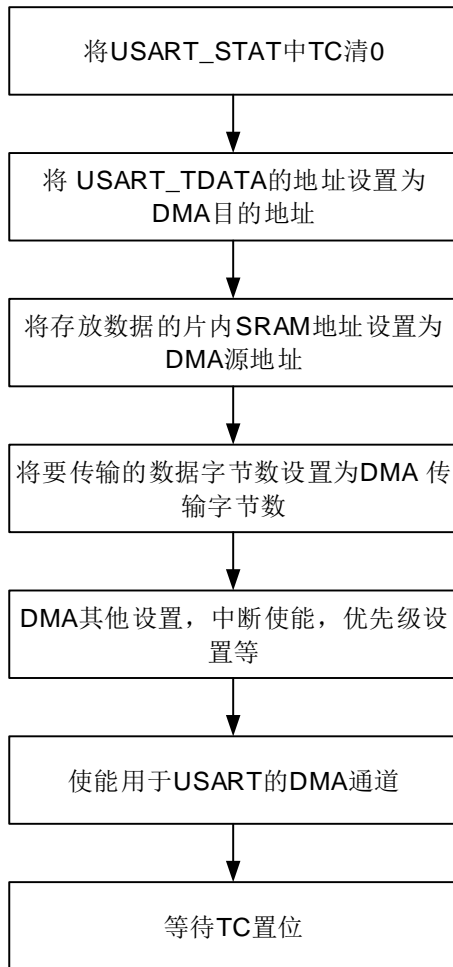 将USART_STAT中TC清0
将 USART_TDATA的地址设置为
DMA目的地址
将存放数据的片内SRAM地址设置为
DMA源地址
将要传输的数据字节数设置为DMA 传
输字节数
DMA其他设置，中断使能，优先级设
置等
使能用于USART的DMA通道
等待TC置位